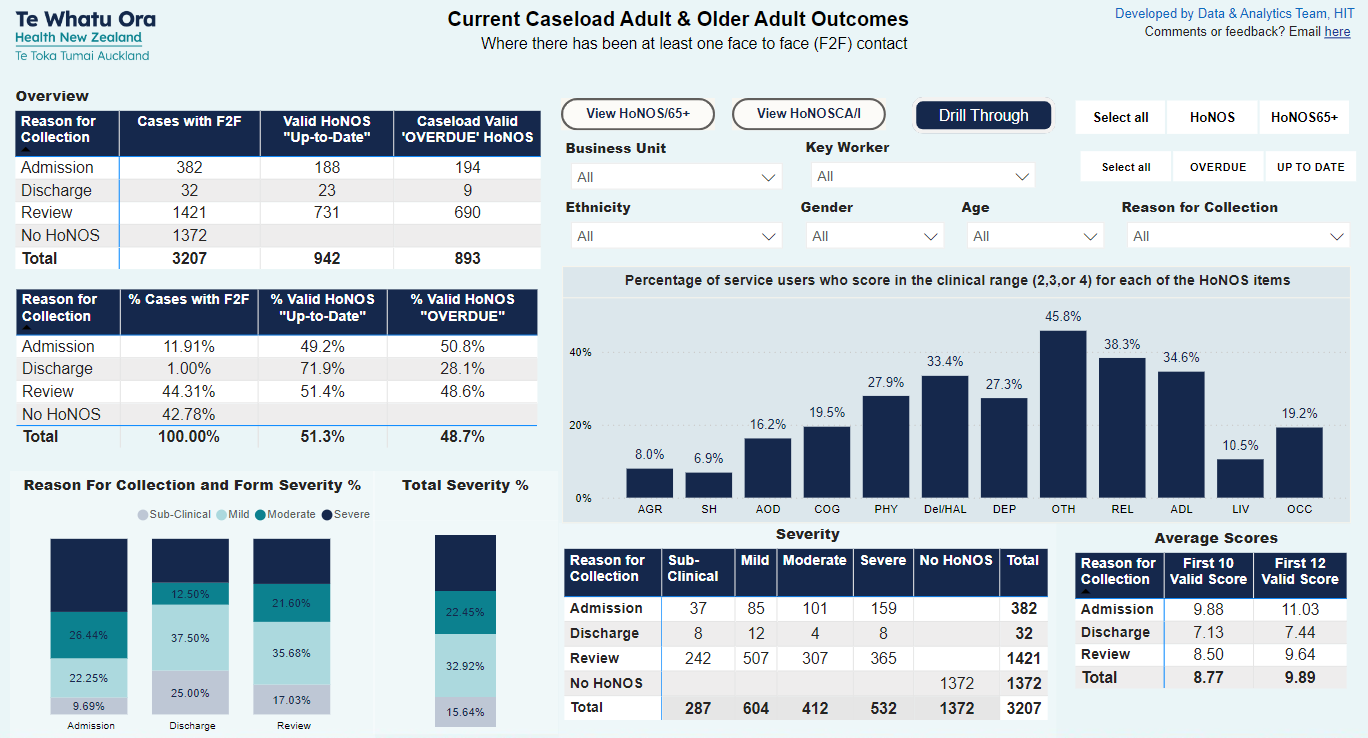 Te Whatu Ora
Health New Zealand
Te Toka Tumai Auckland
Current Caseload Adult & Older Adult Outcomes
Where there has been at least one face to face (F2F) contact
Developed by Data & Analytics Team, HIT
Comments or feedback? Email here
Overview
Reason for Collection Cases with F2F Valid HoNOS "Up-to-Date" Caseload Valid 'OVERDUE' HoNOS
Admission 382 188 194
Discharge 32 23 9
Review 1421 731 690
No HoNOS 1372
Total 3207 942 893
Reason for Collection % Cases with F2F % Valid HoNOS "Up-to-Date" % Valid HoNOS "OVERDUE"
Admission 11.91% 49.2% 50.8%
Discharge 1.00% 71.9% 28.1%
Review 44.31% 51.4% 48.6%
No HoNOS 42.78%
Total 100.00% 51.3% 48.7%
View HoNOS/65+ View HoNOSCA/I Drill Through
Select all HoNOS HoNOS65+
Select all OVERDUE UP TO DATE
Business Unit Key Worker
All All
Ethnicity Gender Age Reason for Collection
All All All All
Percentage of service users who score in the clinical range (2,3,or 4) for each of the HoNOS items
40%
20%
0%
8.0% 6.9% 16.2% 19.5% 27.9% 33.4% 27.3% 45.8% 38.3% 34.6% 10.5% 19.2%
AGR SH AOD COG PHY Del/HAL DEP OTH REL ADL LIV OCC
Reason For Collection and Form Severity %
Sub-Clinical Mild Moderate Severe
26.44% 12.50% 21.60%
22.25% 37.50% 35.68%
9.69% 25.00% 17.03%
Admission Discharge Review
Total Severity %
22.45%
32.92%
15.64%
Severity
Reason for Collection Sub-Clinical Mild Moderate Severe No HoNOS Total
Admission 37 85 101 159 382
Discharge 8 12 4 8 32
Review 242 507 307 365 1421
No HoNOS 1372 1372
Total 287 604 412 532 1372 3207
Average Scores
Reason for Collection First 10 Valid Score First 12 Valid Score
Admission 9.88 11.03
Discharge 7.13 7.44
Review 8.50 9.64
Total 8.77 9.89